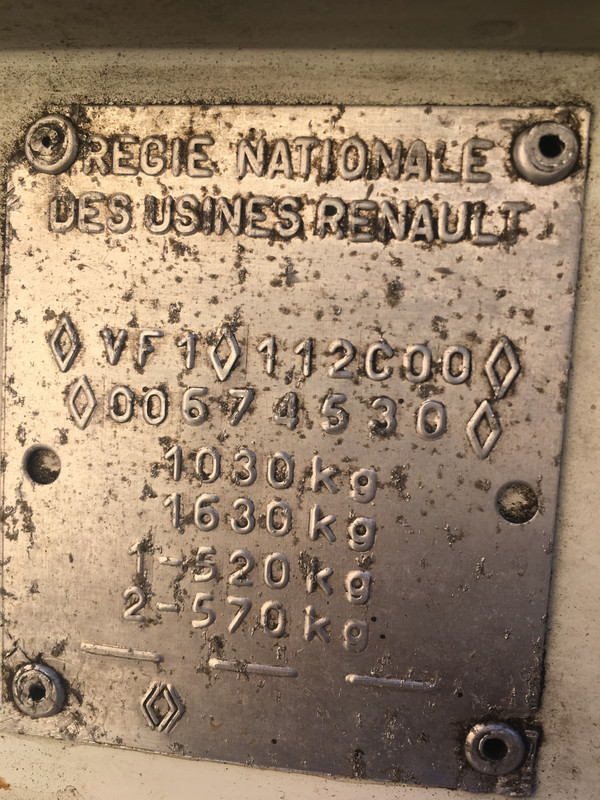 REGIE NATIONALE
DES USINES RENAULT
◊ VF1 ◊ 112C00 ◊
◊ 00674530 ◊
1030 kg
1630 kg
1-520 kg
2-570 kg